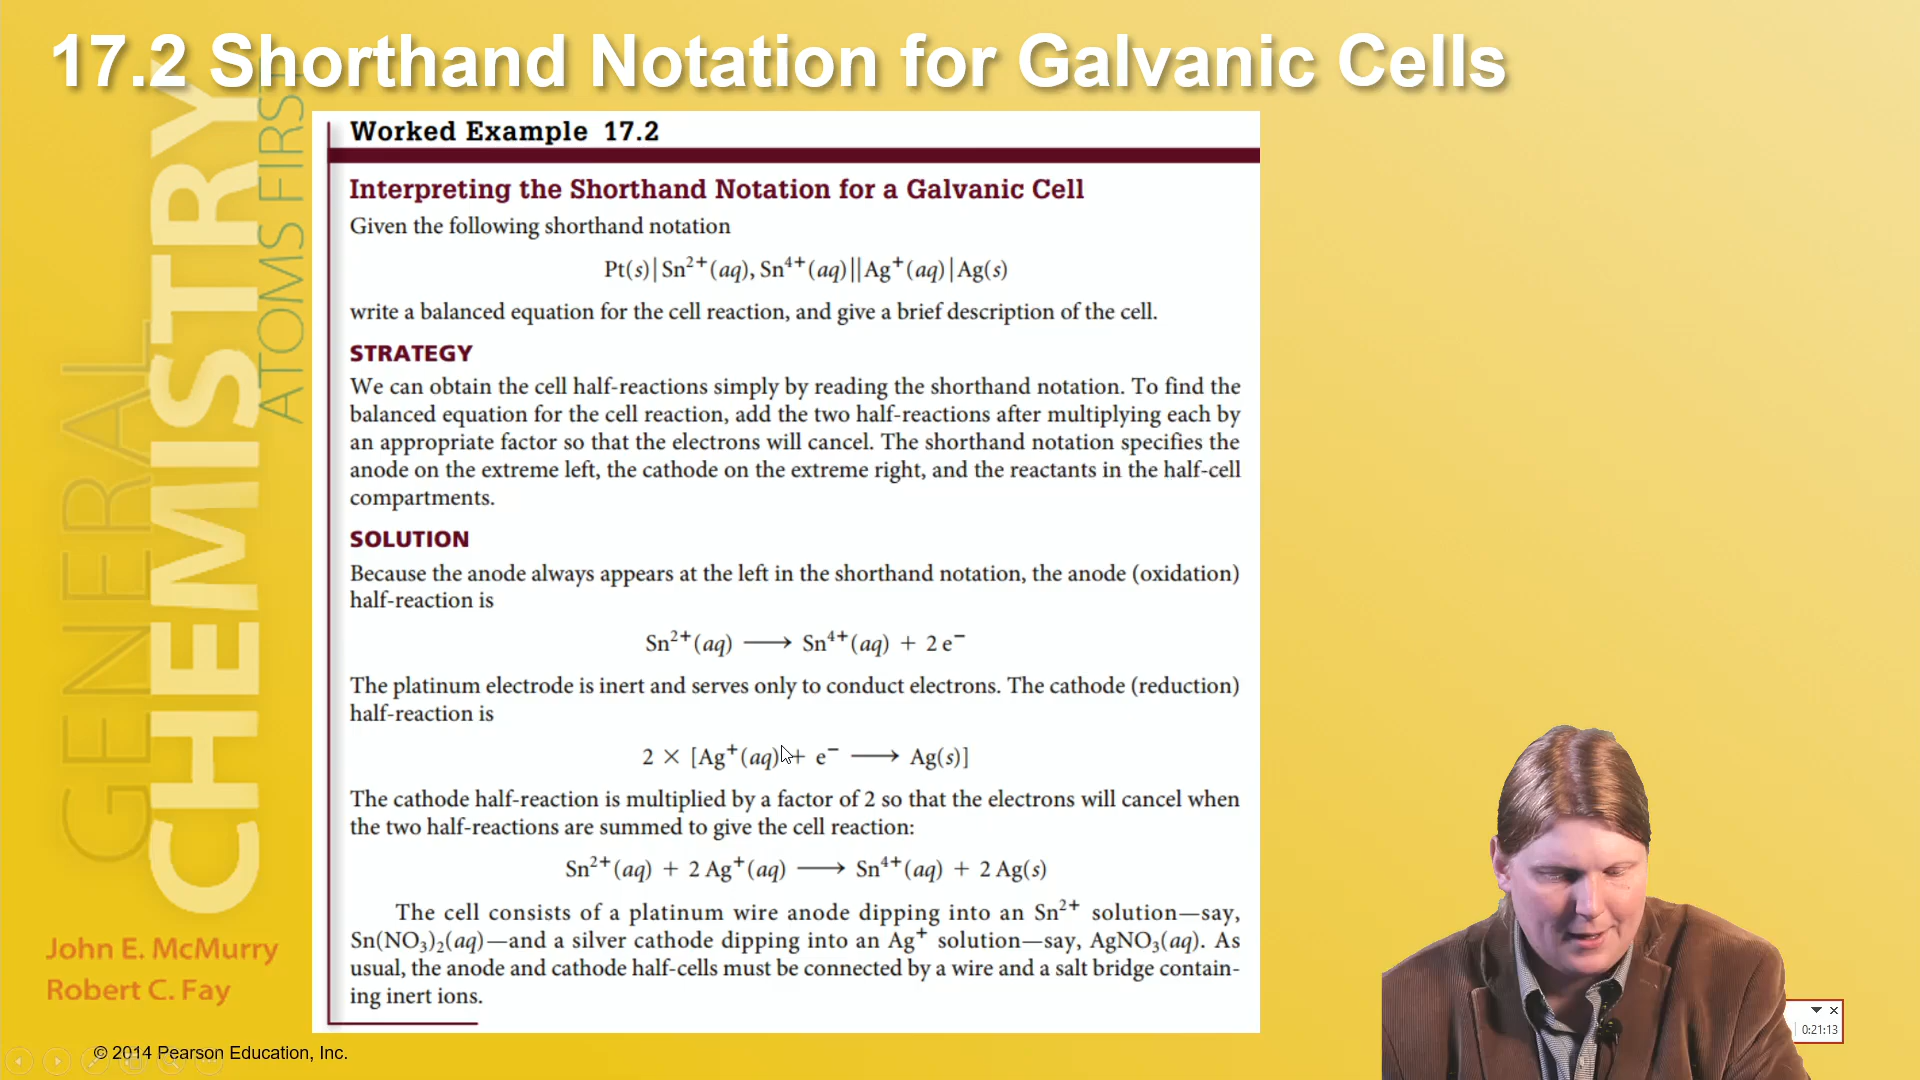 17.2 Shorthand Notation for Galvanic Cells
GENERAL
CHEMISTRY
ATOMS FIRST
John E. McMurry
Robert C. Fay
Worked Example 17.2
Interpreting the Shorthand Notation for a Galvanic Cell
Given the following shorthand notation
Pt(s)|Sn²⁺(aq), Sn⁴⁺(aq)||Ag⁺(aq)|Ag(s)
write a balanced equation for the cell reaction, and give a brief description of the cell.
STRATEGY
We can obtain the cell half-reactions simply by reading the shorthand notation. To find the
balanced equation for the cell reaction, add the two half-reactions after multiplying each by
an appropriate factor so that the electrons will cancel. The shorthand notation specifies the
anode on the extreme left, the cathode on the extreme right, and the reactants in the half-cell
compartments.
SOLUTION
Because the anode always appears at the left in the shorthand notation, the anode (oxidation)
half-reaction is
Sn²⁺(aq) ⟶ Sn⁴⁺(aq) + 2 e⁻
The platinum electrode is inert and serves only to conduct electrons. The cathode (reduction)
half-reaction is
2 × [Ag⁺(aq) + e⁻ ⟶ Ag(s)]
The cathode half-reaction is multiplied by a factor of 2 so that the electrons will cancel when
the two half-reactions are summed to give the cell reaction:
Sn²⁺(aq) + 2 Ag⁺(aq) ⟶ Sn⁴⁺(aq) + 2 Ag(s)
The cell consists of a platinum wire anode dipping into an Sn²⁺ solution—say,
Sn(NO₃)₂(aq)—and a silver cathode dipping into an Ag⁺ solution—say, AgNO₃(aq). As
usual, the anode and cathode half-cells must be connected by a wire and a salt bridge contain-
ing inert ions.
© 2014 Pearson Education, Inc.
0:21:13